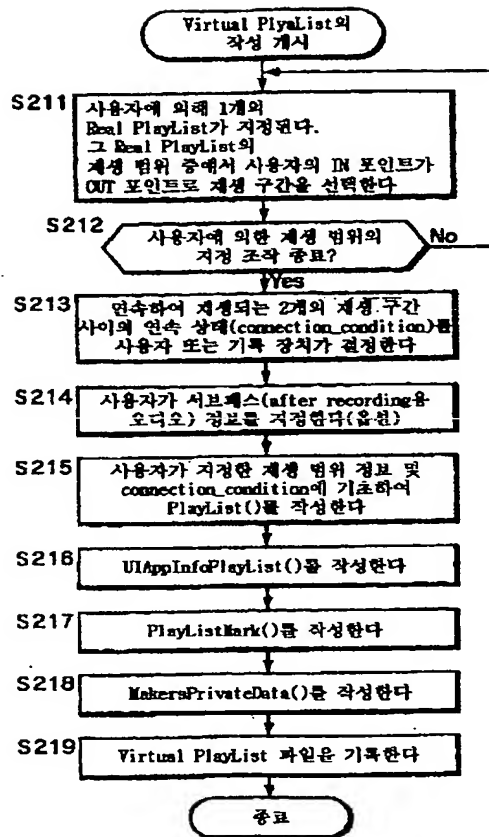 Virtual PlyaList의
작성 개시
S211
사용자에 의해 1개의
Real PlayList가 지정된다.
그 Real PlayList의
재생 범위 중에서 사용자의 IN 포인트가
OUT 포인트로 재생 구간을 선택한다
S212
사용자에 의한 재생 범위의
지정 조작 종료?
No
Yes
S213
연속하여 재생되는 2개의 재생 구간
사이의 연속 상태(connection_condition)를
사용자 또는 기록 장치가 결정한다
S214
사용자가 서브패스(after recording용
오디오) 정보를 지정한다(옵션)
S215
사용자가 지정한 재생 범위 정보 및
connection_condition에 기초하여
PlayList()를 작성한다
S216
UIAppInfoPlayList()를 작성한다
S217
PlayListMark()를 작성한다
S218
MakersPrivateData()를 작성한다
S219
Virtual PlayList 파일을 기록한다
종료